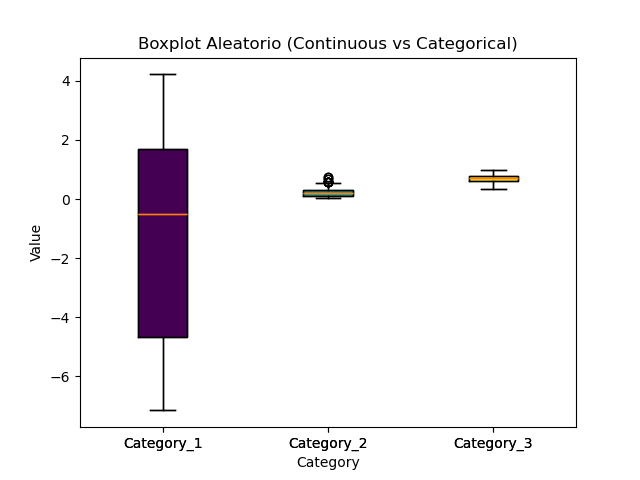 Boxplot Aleatorio (Continuous vs Categorical)
4
2
0
−2
−4
−6
Value
Category_1
Category_2
Category_3
Category